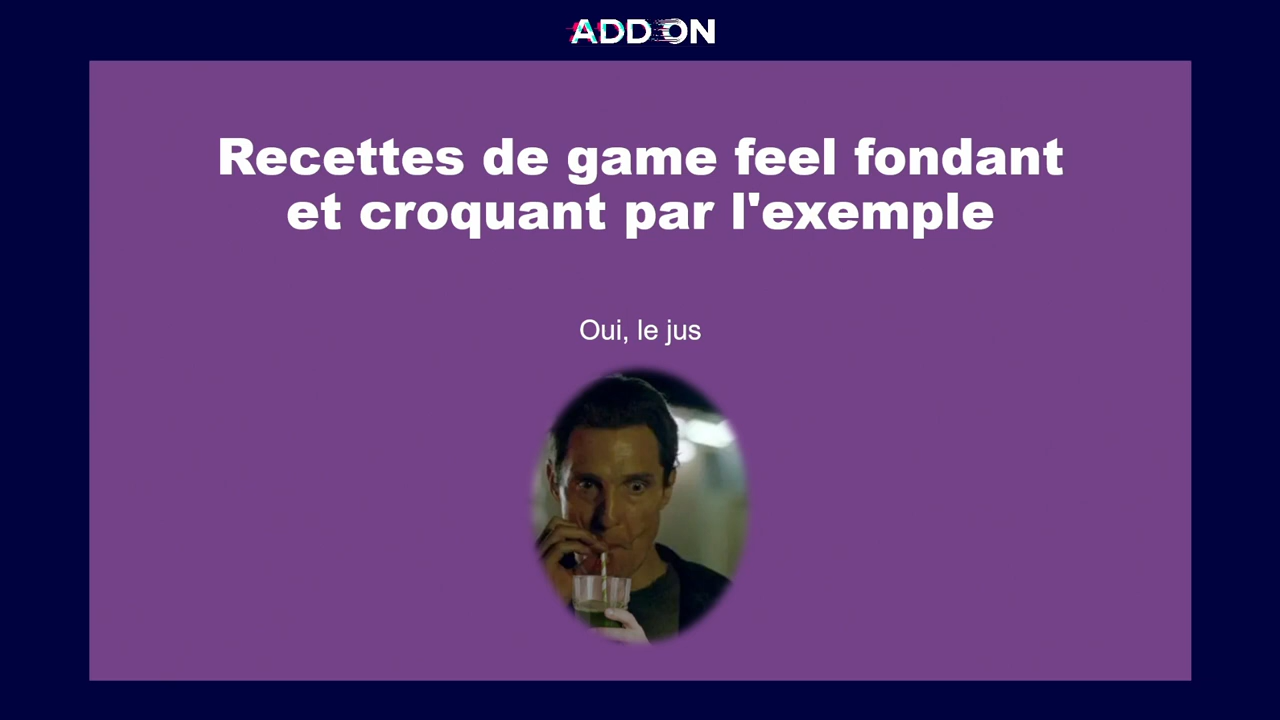 ADD ON
Recettes de game feel fondant
et croquant par l'exemple
Oui, le jus